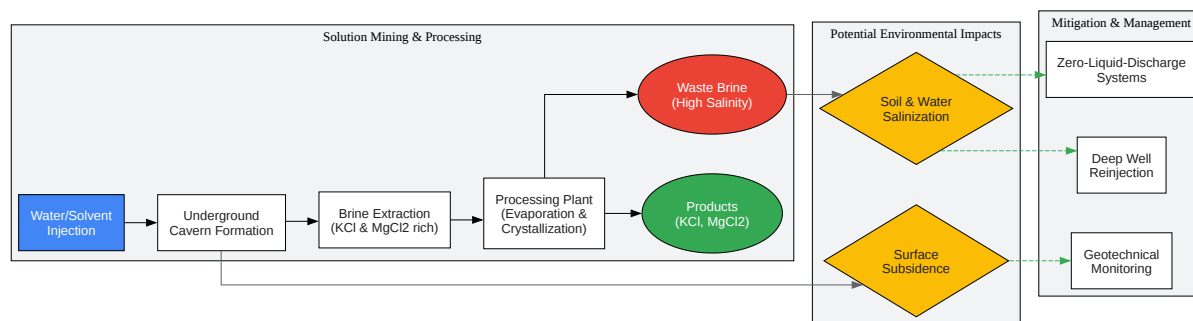 Solution Mining & Processing
Water/Solvent
Injection
Underground
Cavern Formation
Brine Extraction
(KCl & MgCl2 rich)
Processing Plant
(Evaporation &
Crystallization)
Waste Brine
(High Salinity)
Products
(KCl, MgCl2)
Potential Environmental Impacts
Soil & Water
Salinization
Surface
Subsidence
Mitigation & Management
Zero-Liquid-Discharge
Systems
Deep Well
Reinjection
Geotechnical
Monitoring